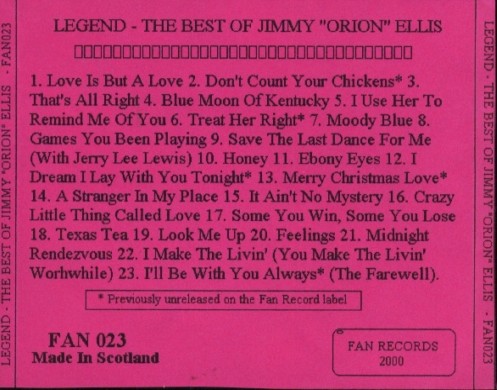 LEGEND - THE BEST OF JIMMY "ORION" ELLIS
1. Love Is But A Love 2. Don't Count Your Chickens* 3.
That's All Right 4. Blue Moon Of Kentucky 5. I Use Her To
Remind Me Of You 6. Treat Her Right* 7. Moody Blue 8.
Games You Been Playing 9. Save The Last Dance For Me
(With Jerry Lee Lewis) 10. Honey 11. Ebony Eyes 12. I
Dream I Lay With You Tonight* 13. Merry Christmas Love*
14. A Stranger In My Place 15. It Ain't No Mystery 16. Crazy
Little Thing Called Love 17. Some You Win, Some You Lose
18. Texas Tea 19. Look Me Up 20. Feelings 21. Midnight
Rendezvous 22. I Make The Livin' (You Make The Livin'
Worhwhile) 23. I'll Be With You Always* (The Farewell).
* Previously unreleased on the Fan Record label
FAN 023
Made In Scotland
FAN RECORDS
2000
LEGEND - THE BEST OF JIMMY "ORION" ELLIS - FAN023
LEGEND - THE BEST OF JIMMY "ORION" ELLIS - FAN023